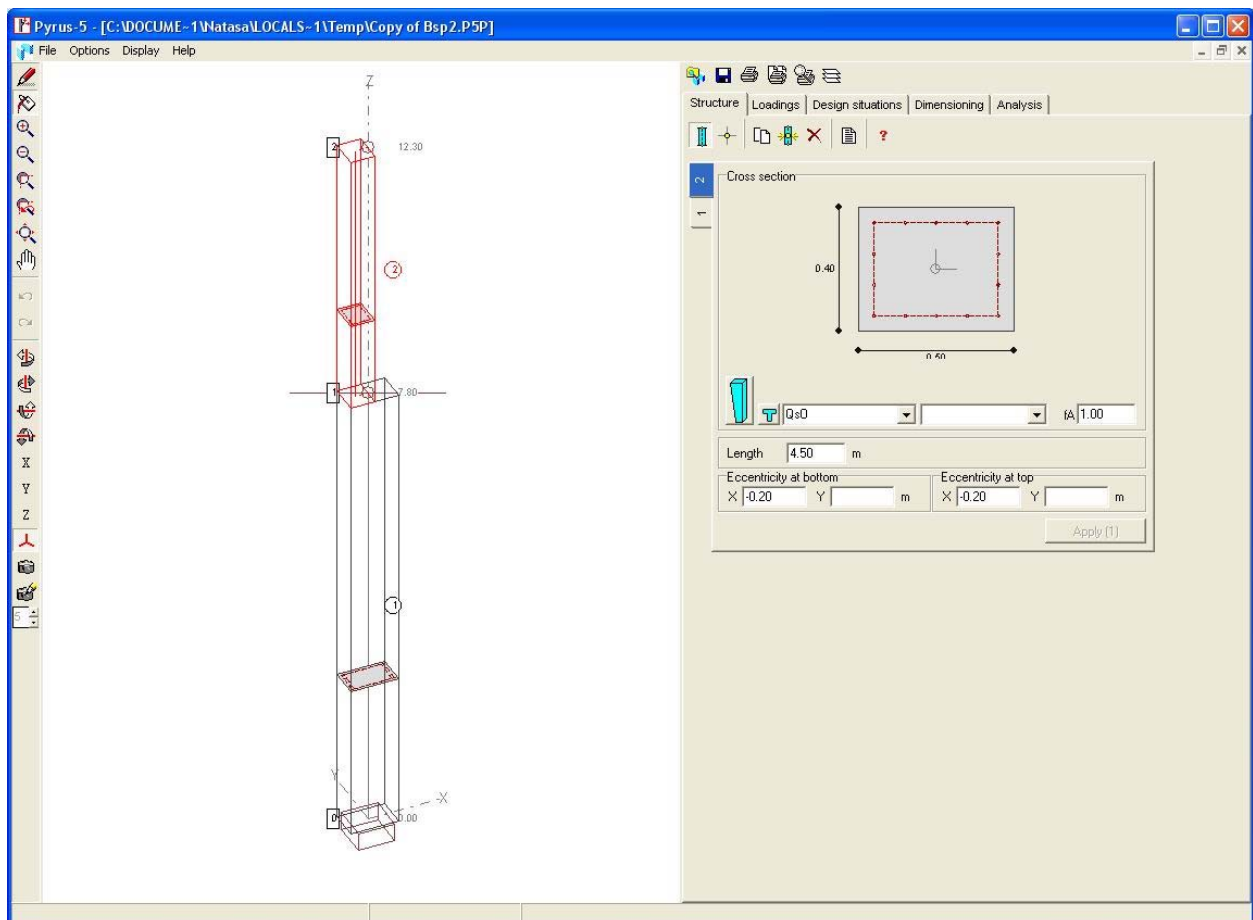 Pyrus-5 - [C:\DOCUME~1\Natasa\LOCALS~1\Temp\Copy of Bsp2.P5P]
File Options Display Help
Structure Loadings Design situations Dimensioning Analysis
?
2
1
Cross section
0.40
0.50
QsO
fA 1.00
Length 4.50 m
Eccentricity at bottom
X -0.20 Y m
Eccentricity at top
X -0.20 Y m
Apply (1)
Z
2 12.30
2
1 7.80
1
Y
X
0 0.00
X
Y
Z
5